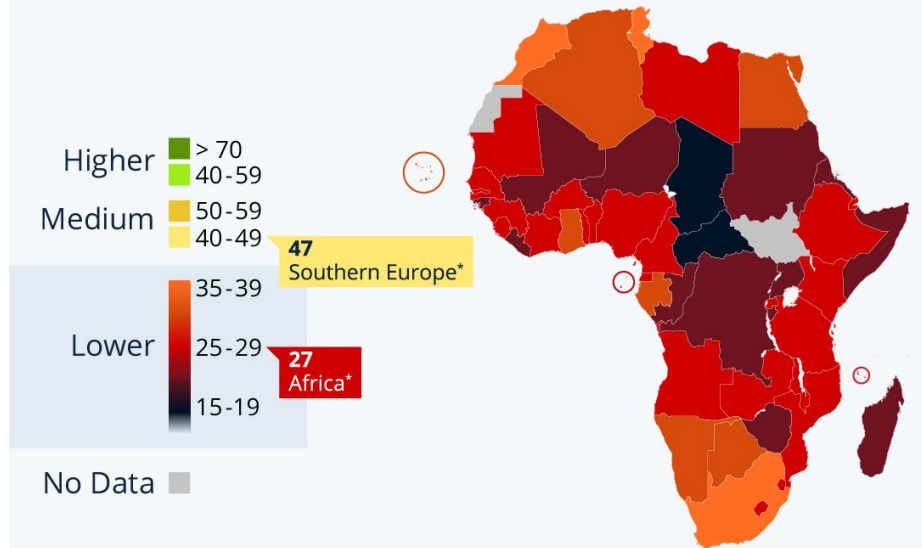 Higher
> 70
40-59
Medium
50-59
40-49
47
Southern Europe*
Lower
35-39
25-29
15-19
27
Africa*
No Data